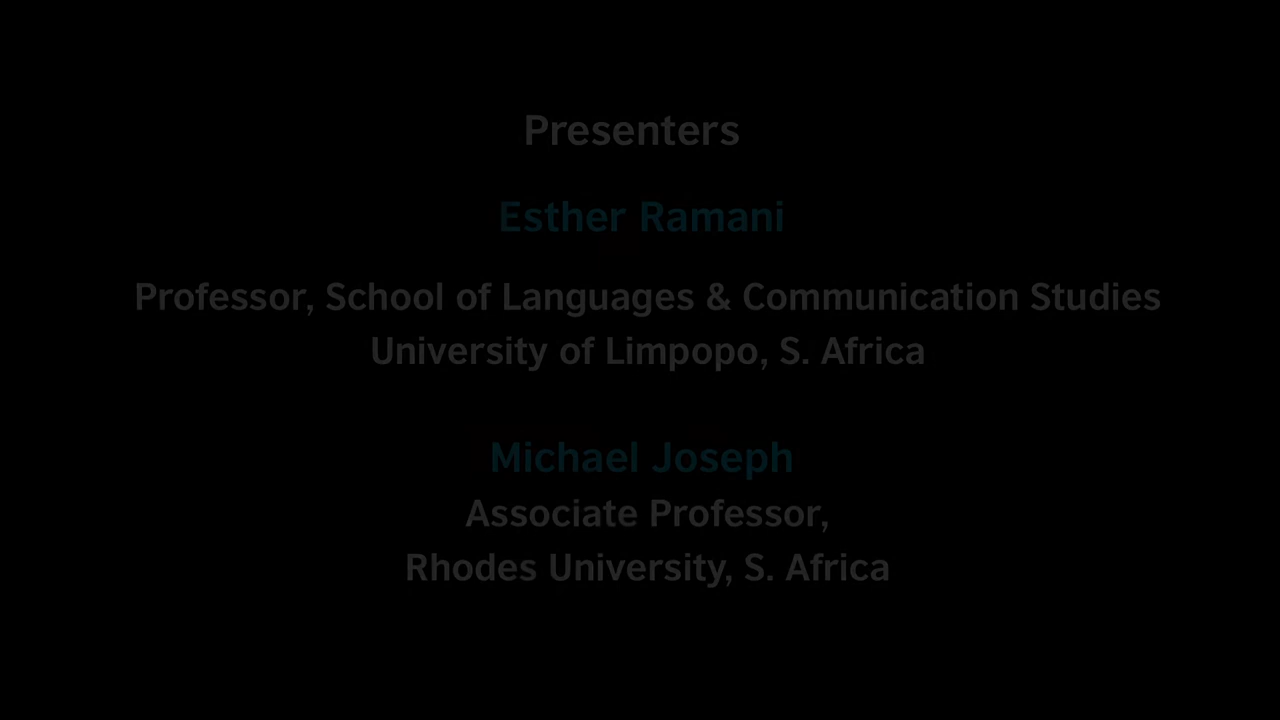 Presenters
Esther Ramani
Professor, School of Languages & Communication Studies
University of Limpopo, S. Africa
Michael Joseph
Associate Professor,
Rhodes University, S. Africa